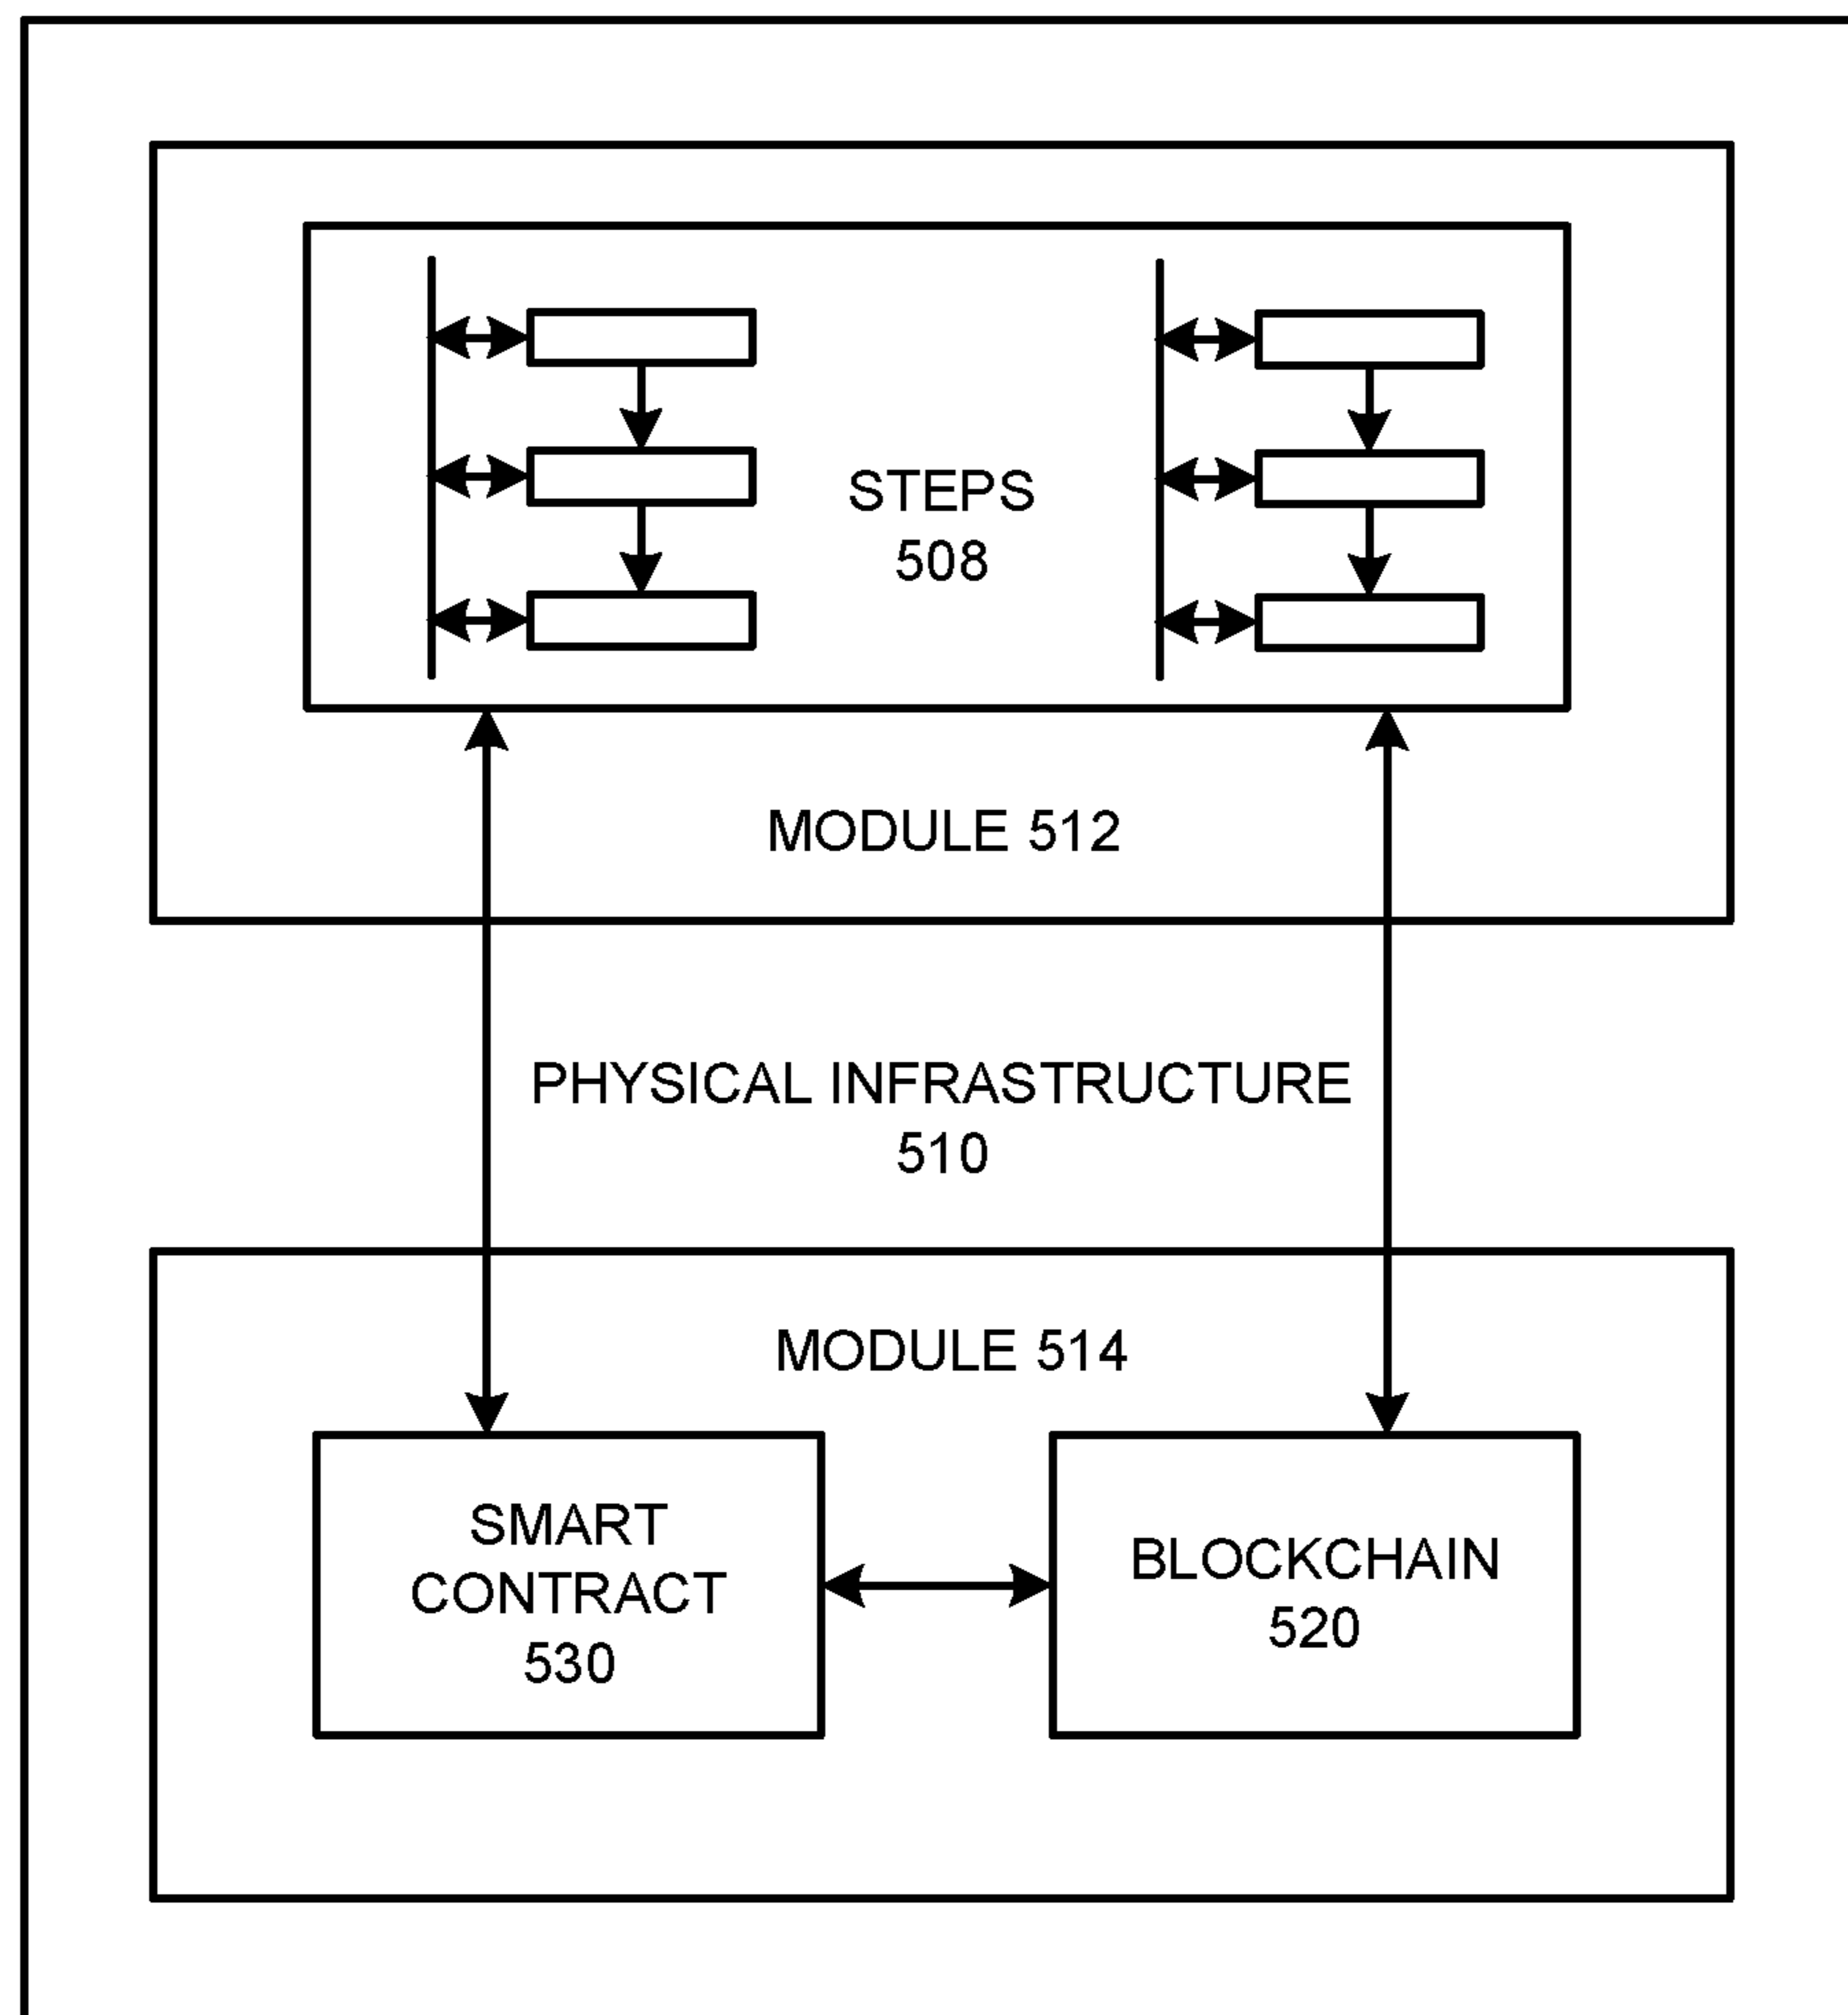 STEPS
508
MODULE 512
PHYSICAL INFRASTRUCTURE
510
MODULE 514
SMART
CONTRACT
530
BLOCKCHAIN
520